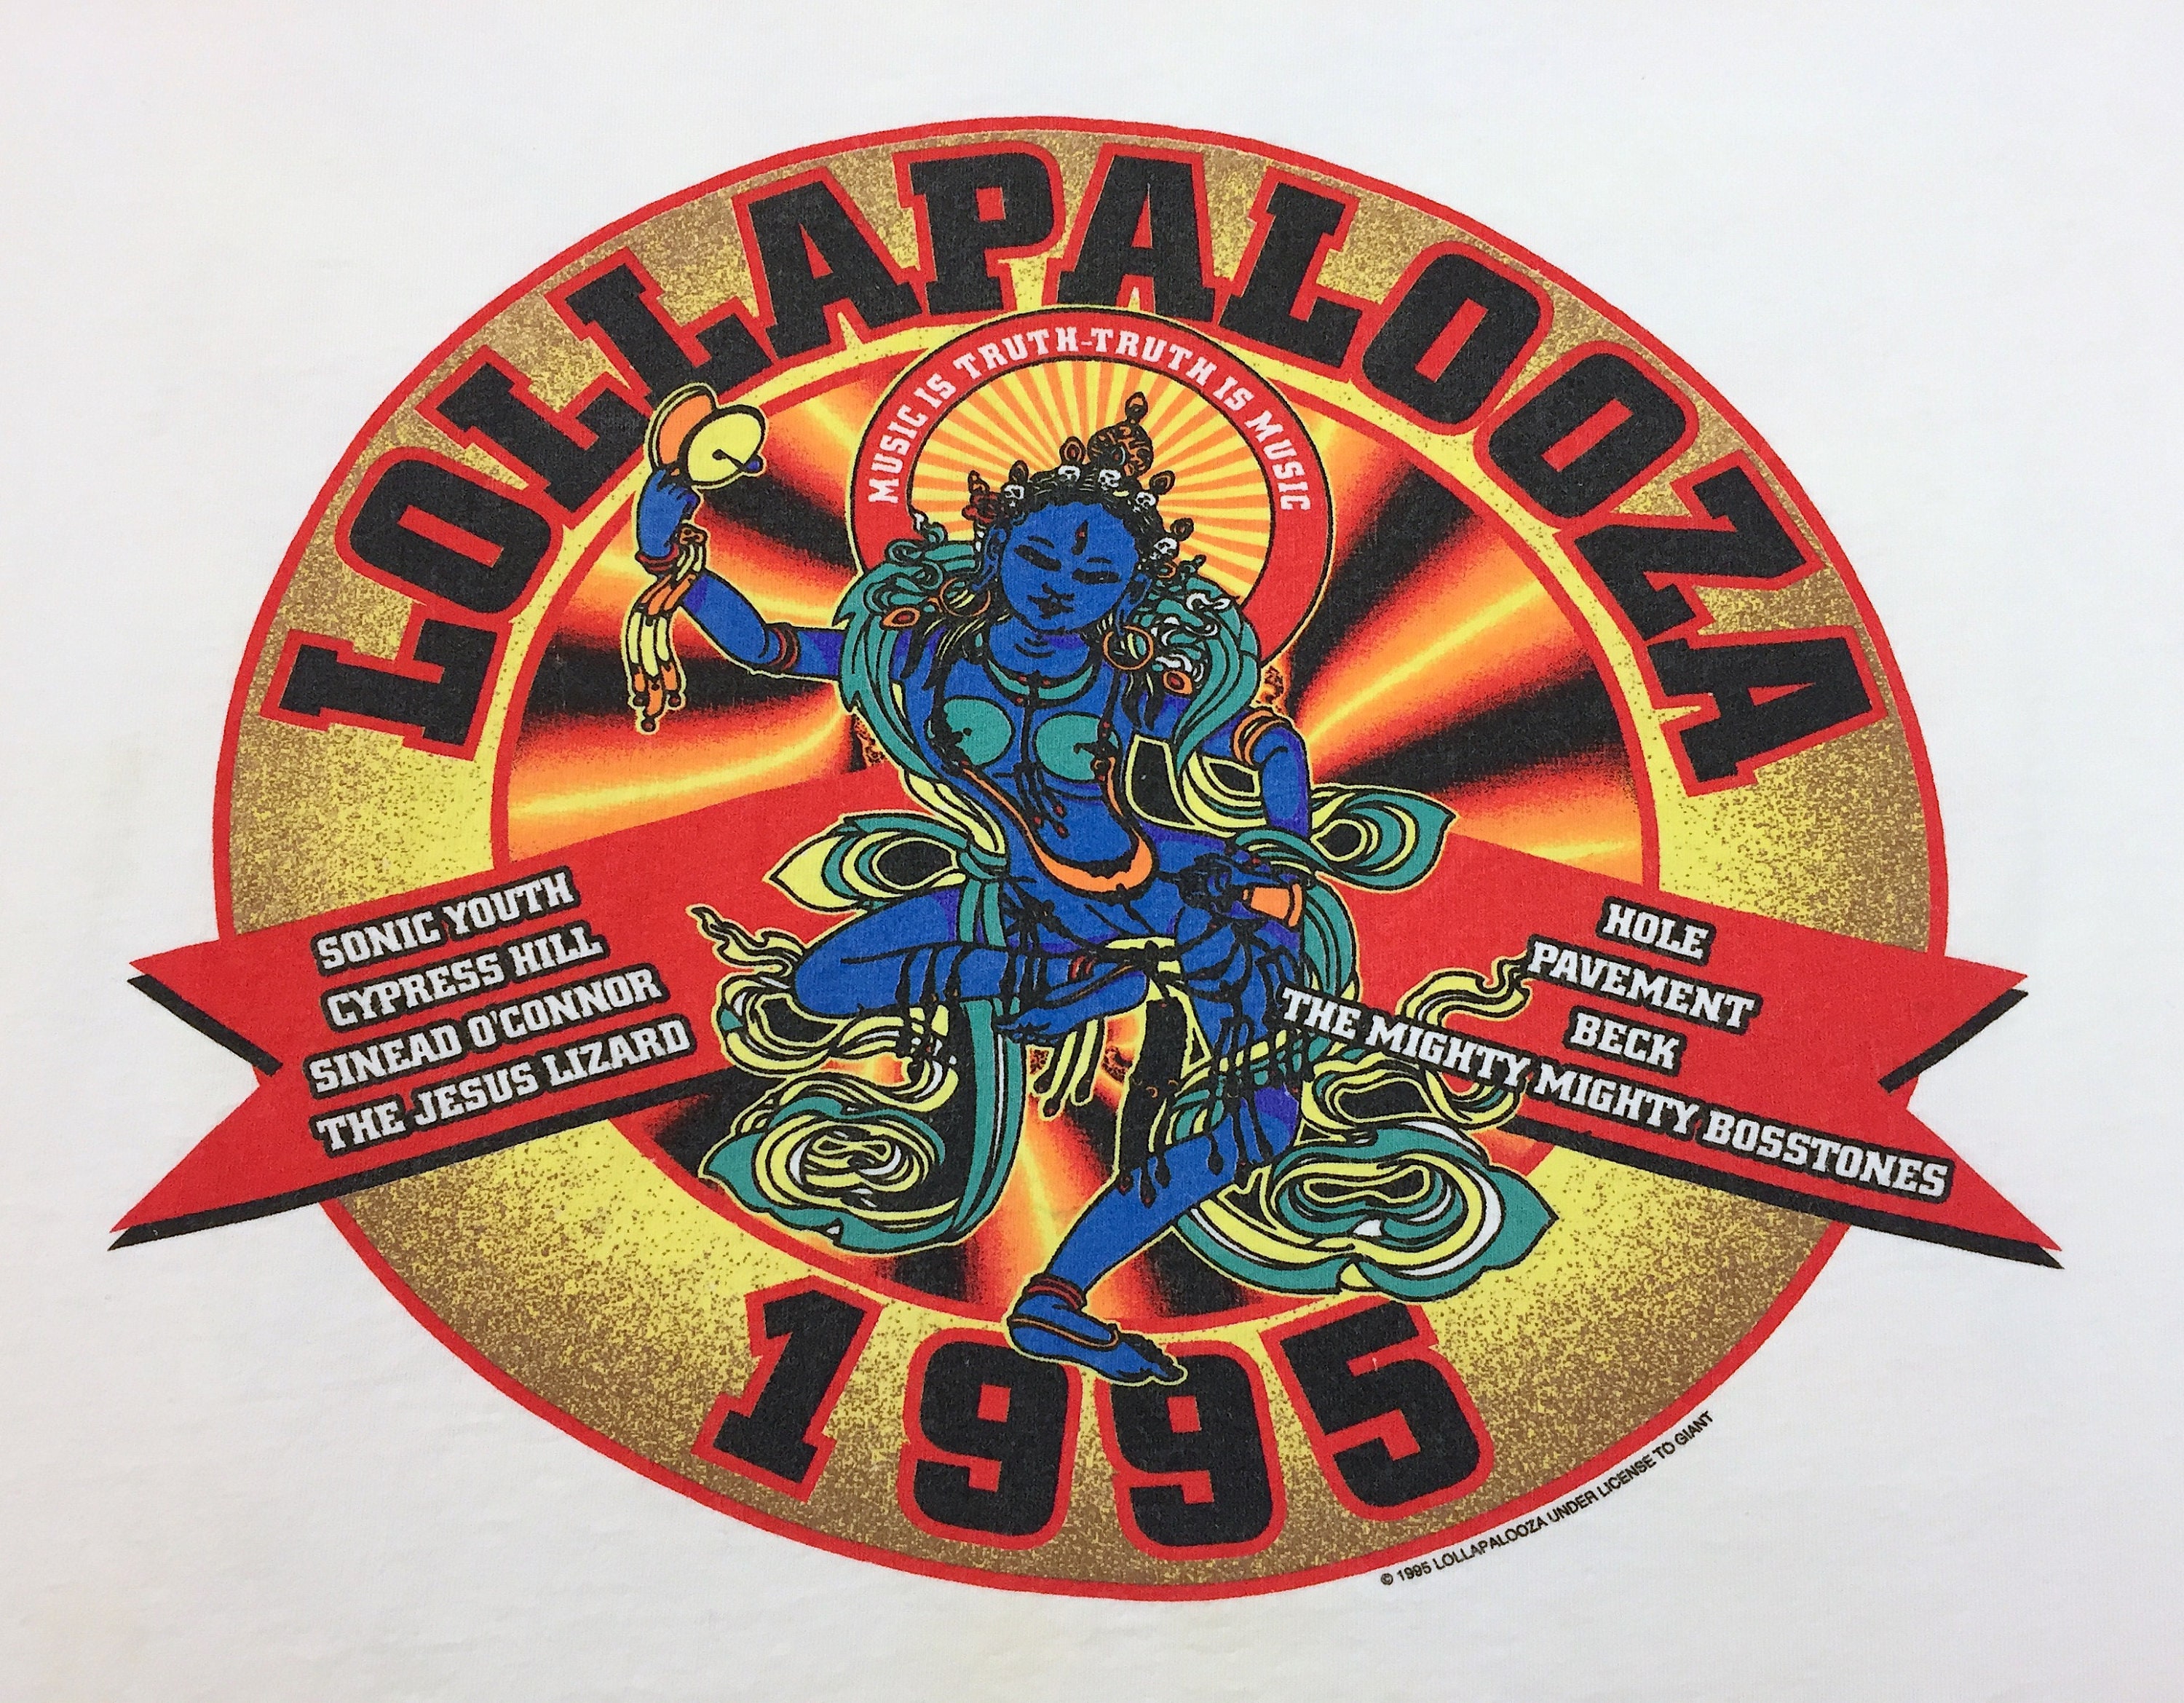 LOLLAPALOOZA
MUSIC IS TRUTH-TRUTH IS MUSIC
SONIC YOUTH
CYPRESS HILL
SINEAD O'CONNOR
THE JESUS LIZARD
HOLE
PAVEMENT
BECK
THE MIGHTY MIGHTY BOSSTONES
1995
© 1995 LOLLAPALOOZA UNDER LICENSE TO GIANT